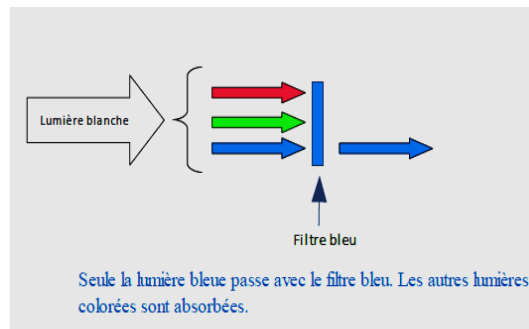 Lumière blanche
Filtre bleu
Seule la lumière bleue passe avec le filtre bleu. Les autres lumières
colorées sont absorbées.